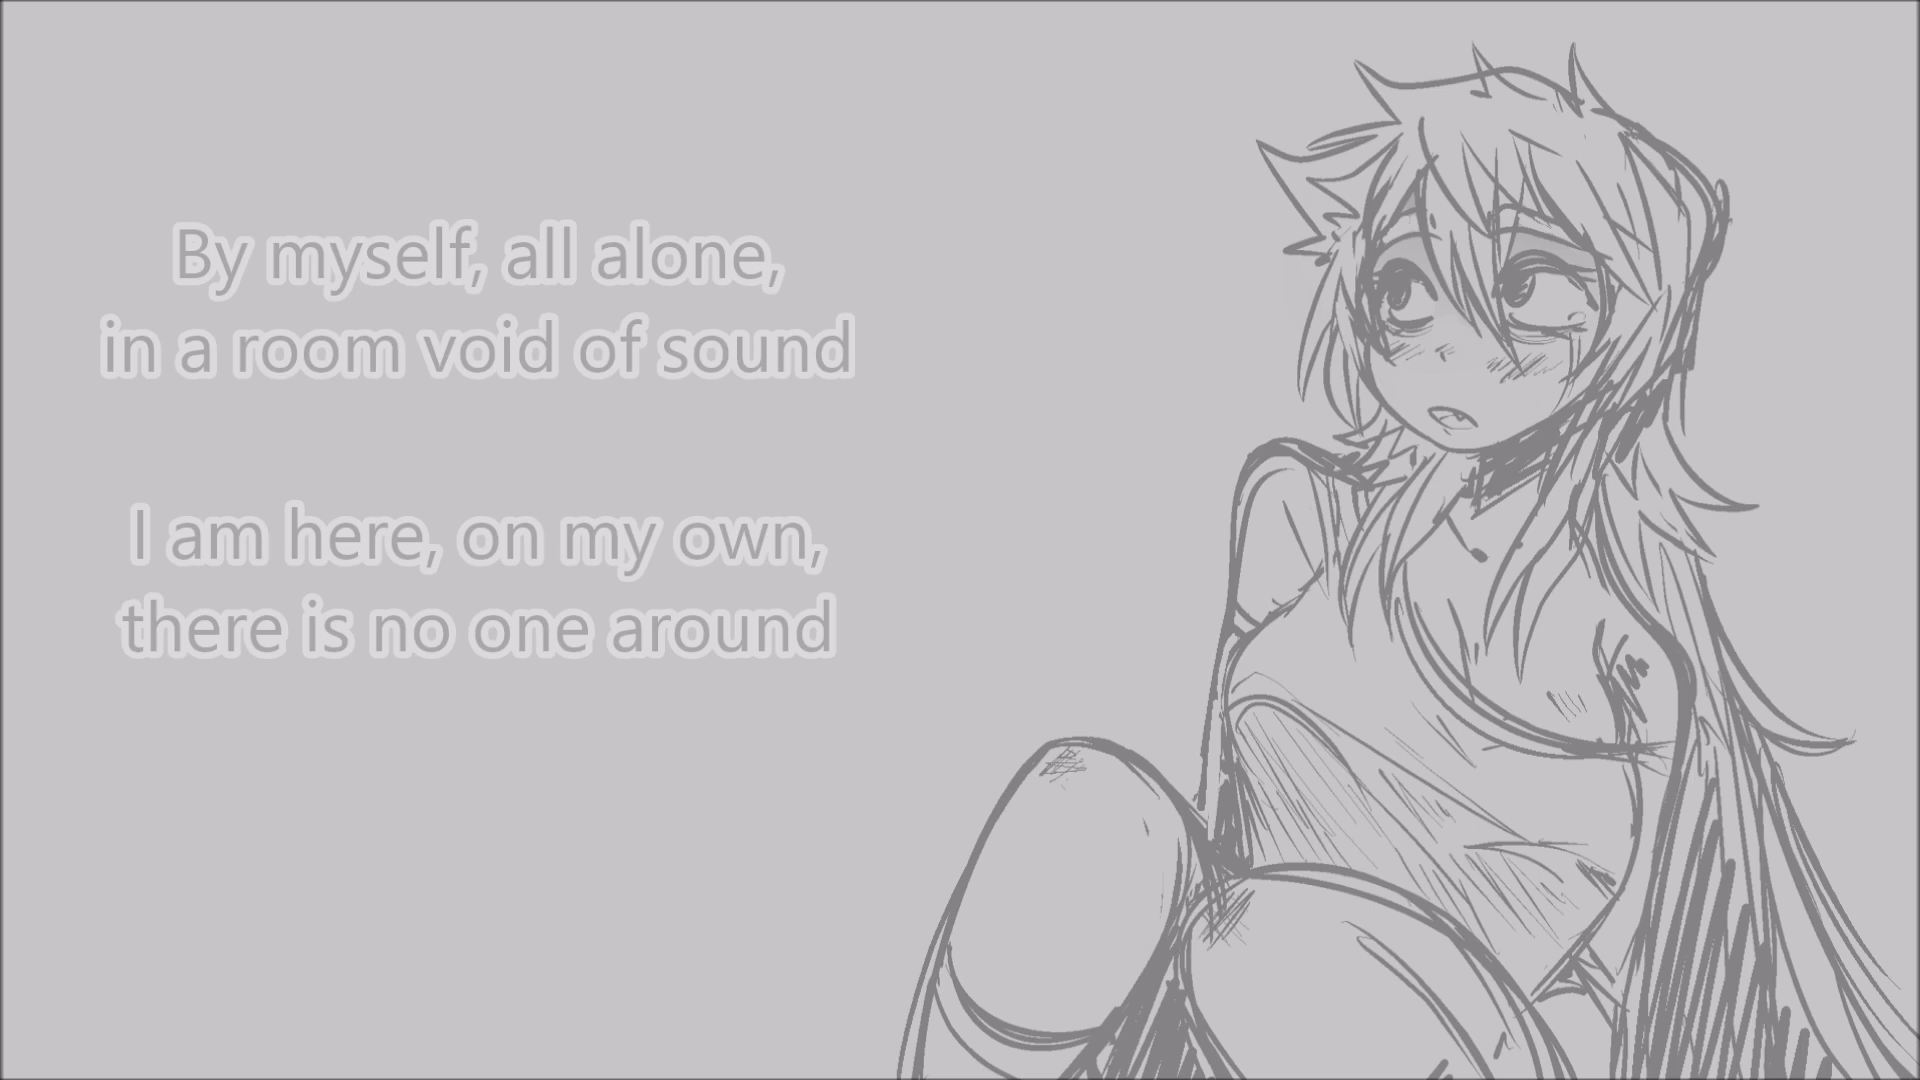 By myself, all alone,
in a room void of sound
I am here, on my own,
there is no one around